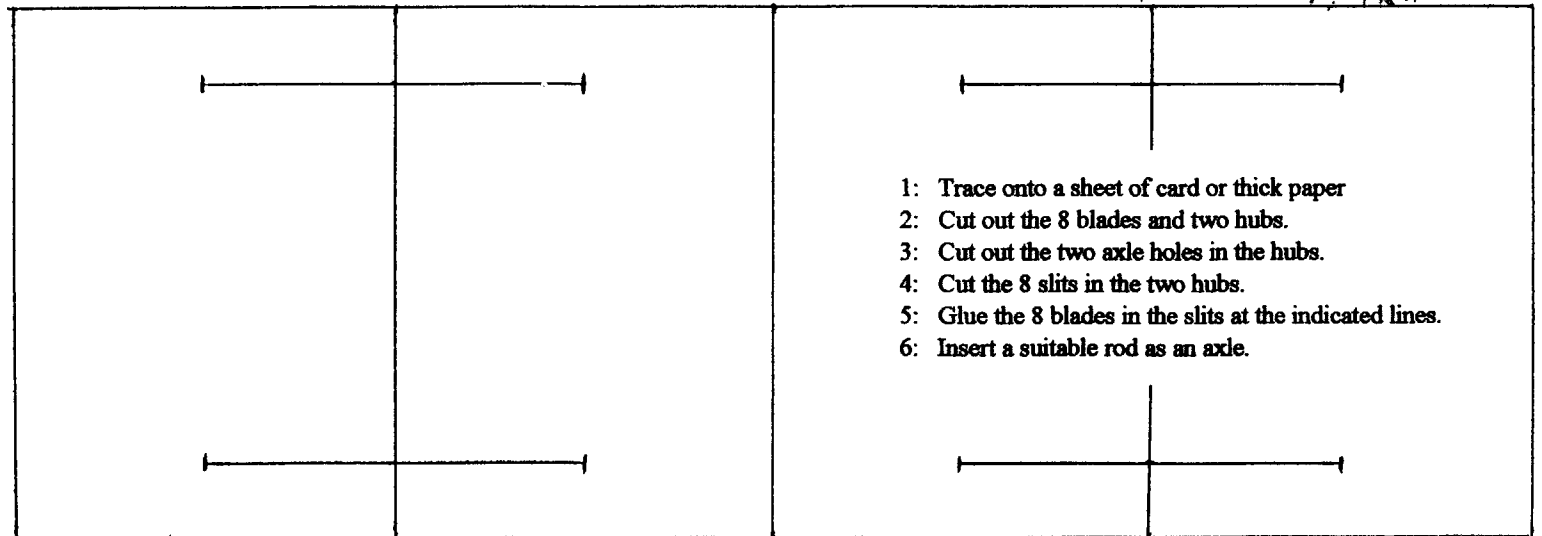 1: Trace onto a sheet of card or thick paper
2: Cut out the 8 blades and two hubs.
3: Cut out the two axle holes in the hubs.
4: Cut the 8 slits in the two hubs.
5: Glue the 8 blades in the slits at the indicated lines.
6: Insert a suitable rod as an axle.